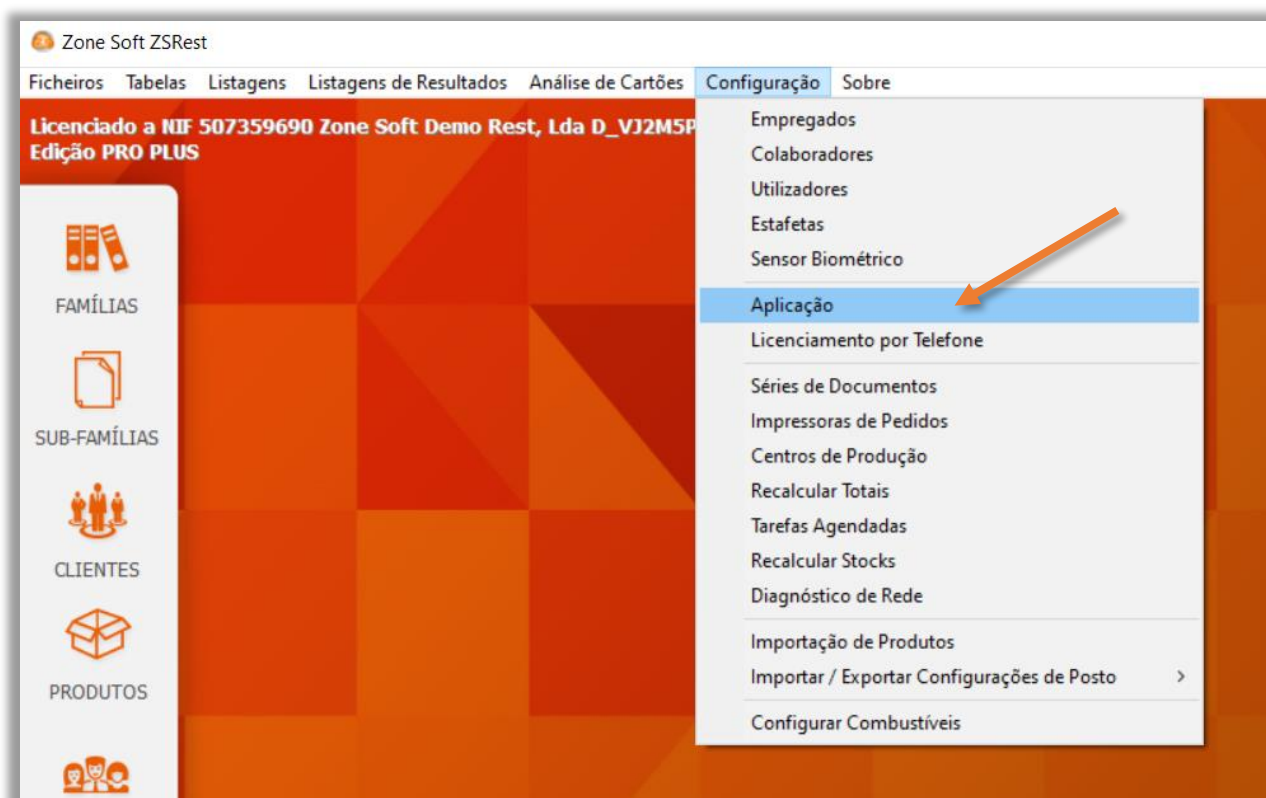 Zone Soft ZSRest
Ficheiros Tabelas Listagens Listagens de Resultados Análise de Cartões Configuração Sobre
Licenciado a NIF 507359690 Zone Soft Demo Rest, Lda D_VJ2M5P
Edição PRO PLUS
FAMÍLIAS
SUB-FAMÍLIAS
CLIENTES
PRODUTOS
Empregados
Colaboradores
Utilizadores
Estafetas
Sensor Biométrico
Aplicação
Licenciamento por Telefone
Séries de Documentos
Impressoras de Pedidos
Centros de Produção
Recalcular Totais
Tarefas Agendadas
Recalcular Stocks
Diagnóstico de Rede
Importação de Produtos
Importar / Exportar Configurações de Posto
Configurar Combustíveis